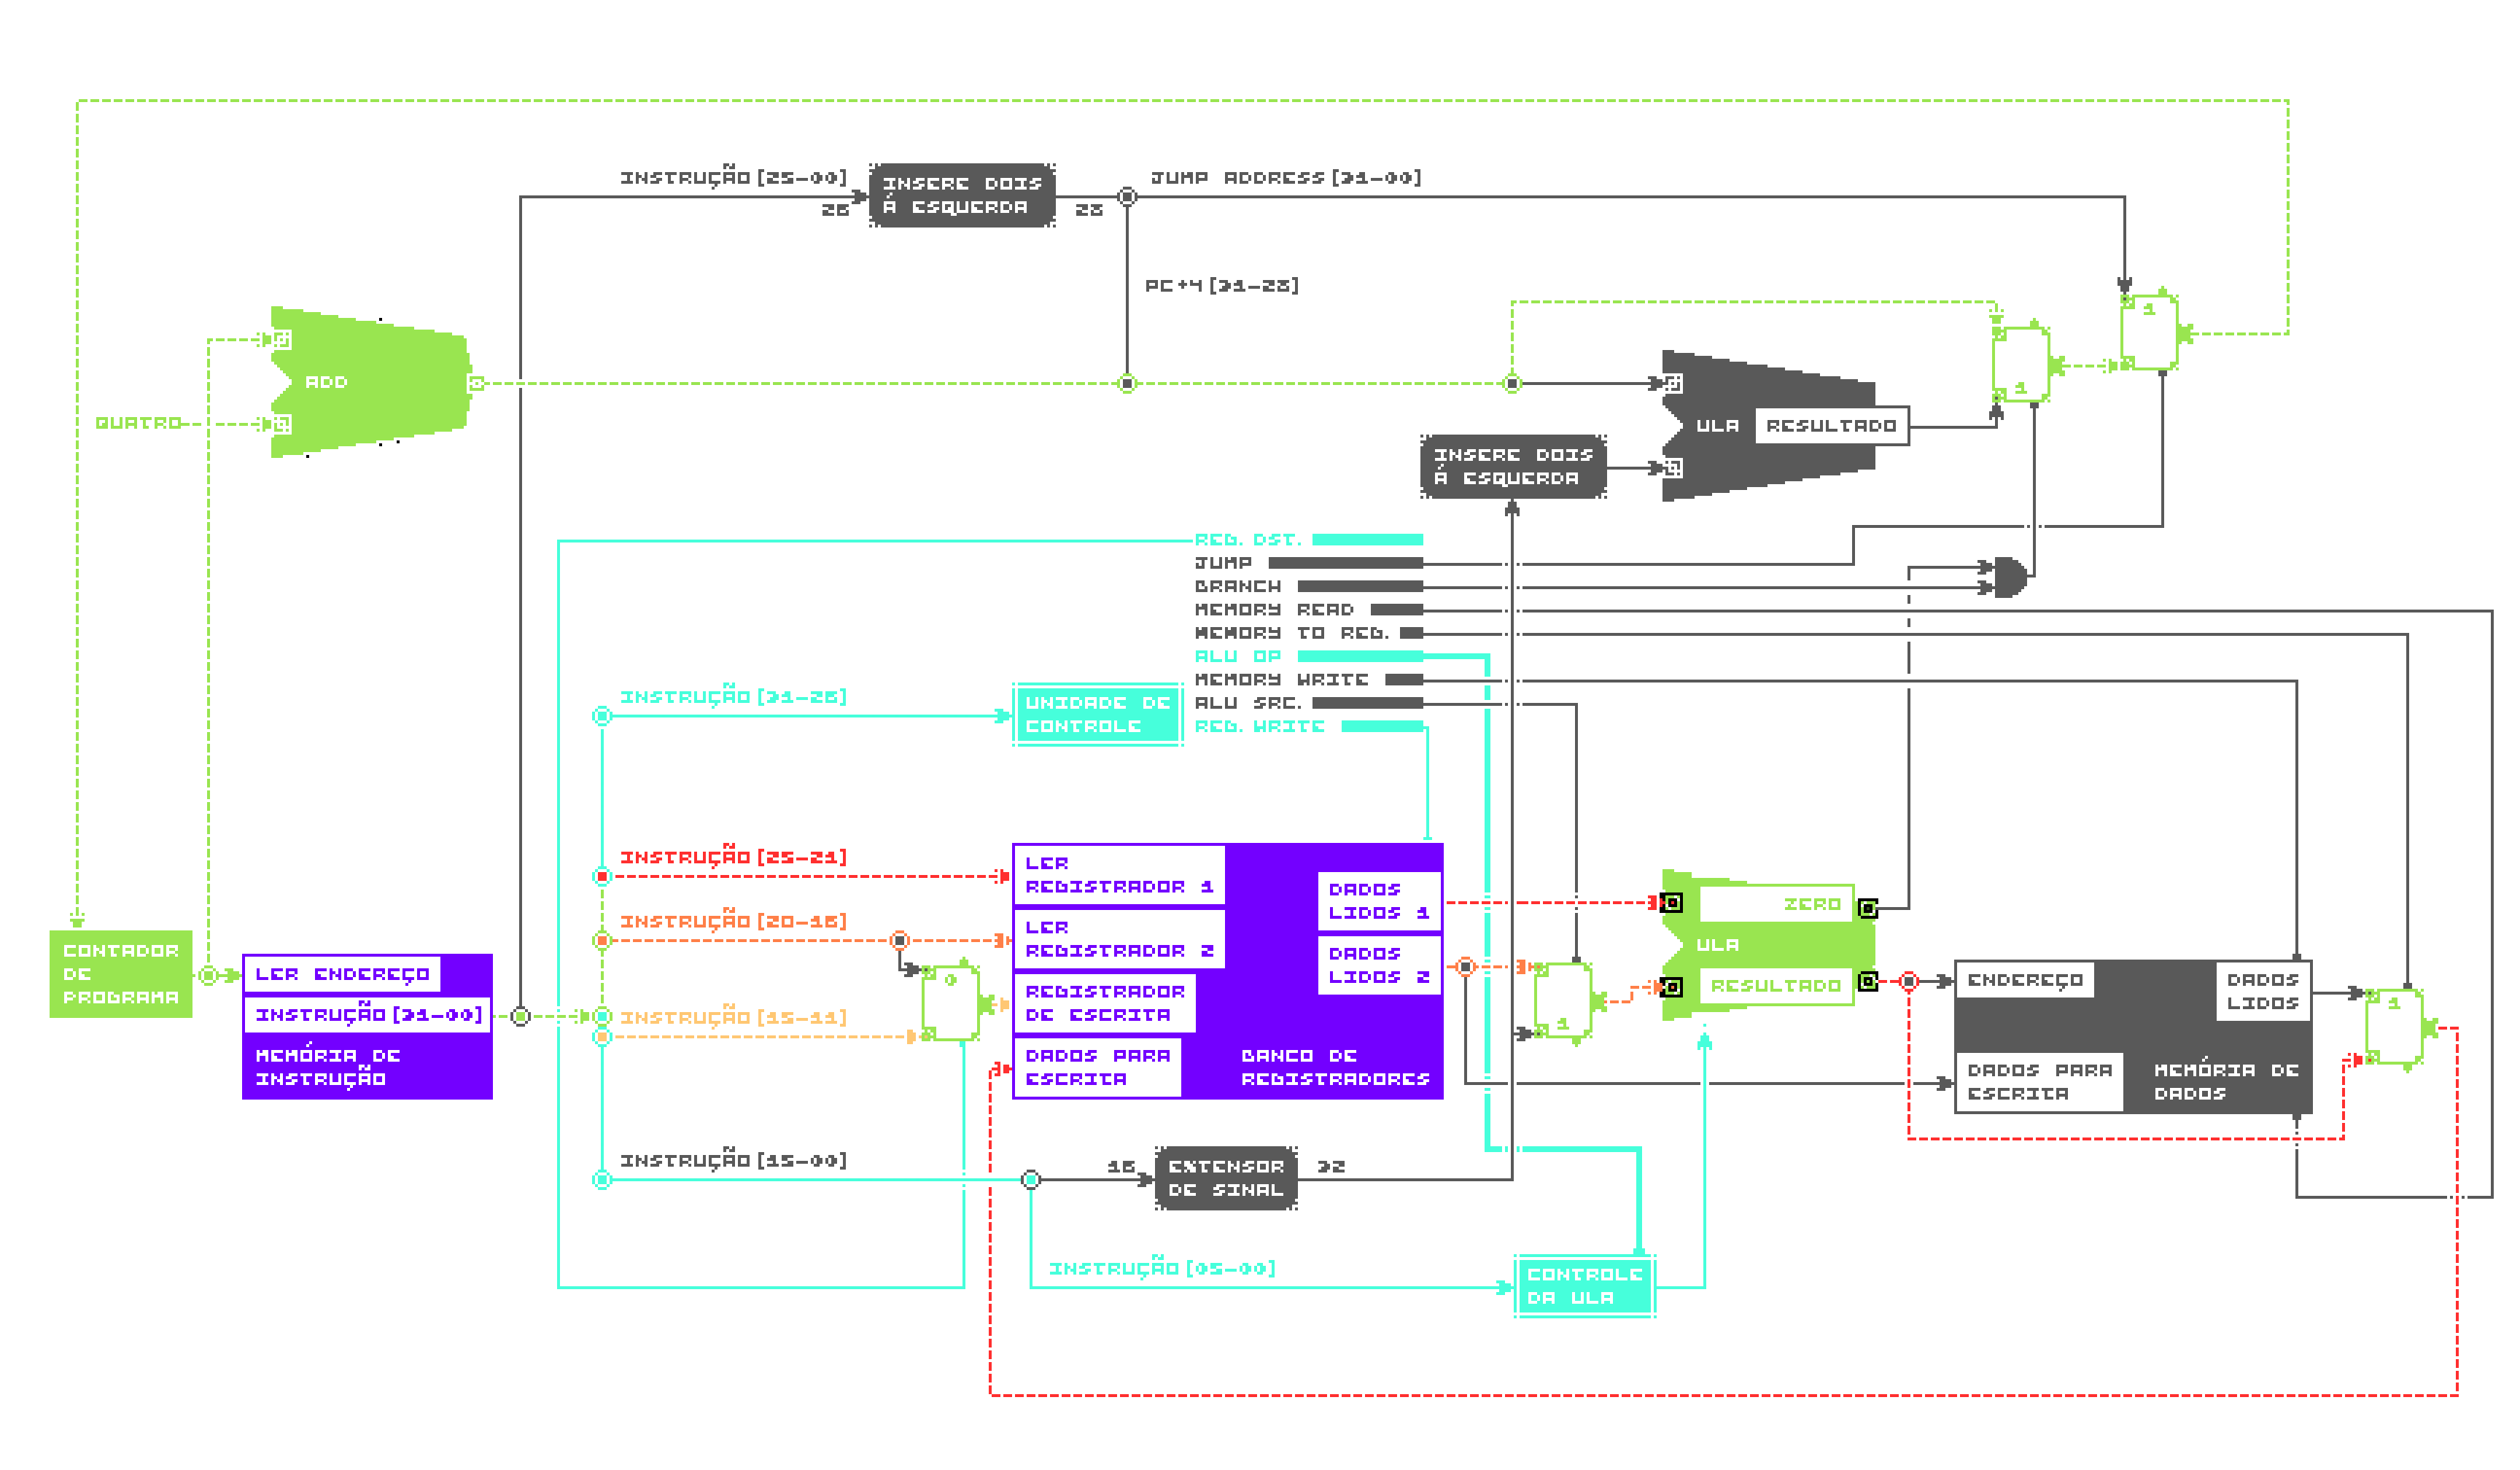 INSTRUÇÃO [25-00]
26
INSERE DOIS
Á ESQUERDA
28
JUMP ADDRESS [31-00]
PC+4 [31-28]
1
1
ADD
QUATRO
ULA
RESULTADO
INSERE DOIS
Á ESQUERDA
REG. DST.
JUMP
BRANCH
MEMORY READ
MEMORY TO REG.
ALU OP
MEMORY WRITE
ALU SRC.
REG. WRITE
INSTRUÇÃO [31-26]
UNIDADE DE
CONTROLE
INSTRUÇÃO [25-21]
INSTRUÇÃO [20-16]
INSTRUÇÃO [15-11]
0
LER
REGISTRADOR 1
LER
REGISTRADOR 2
REGISTRADOR
DE ESCRITA
DADOS PARA
ESCRITA
DADOS
LIDOS 1
DADOS
LIDOS 2
BANCO DE
REGISTRADORES
CONTADOR
DE
PROGRAMA
LER ENDEREÇO
INSTRUÇÃO [31-00]
MEMÓRIA DE
INSTRUÇÃO
1
ZERO
ULA
RESULTADO
ENDEREÇO
DADOS
LIDOS
DADOS PARA
ESCRITA
MEMÓRIA DE
DADOS
1
INSTRUÇÃO [15-00]
16
EXTENSOR
DE SINAL
32
INSTRUÇÃO [05-00]
CONTROLE
DA ULA